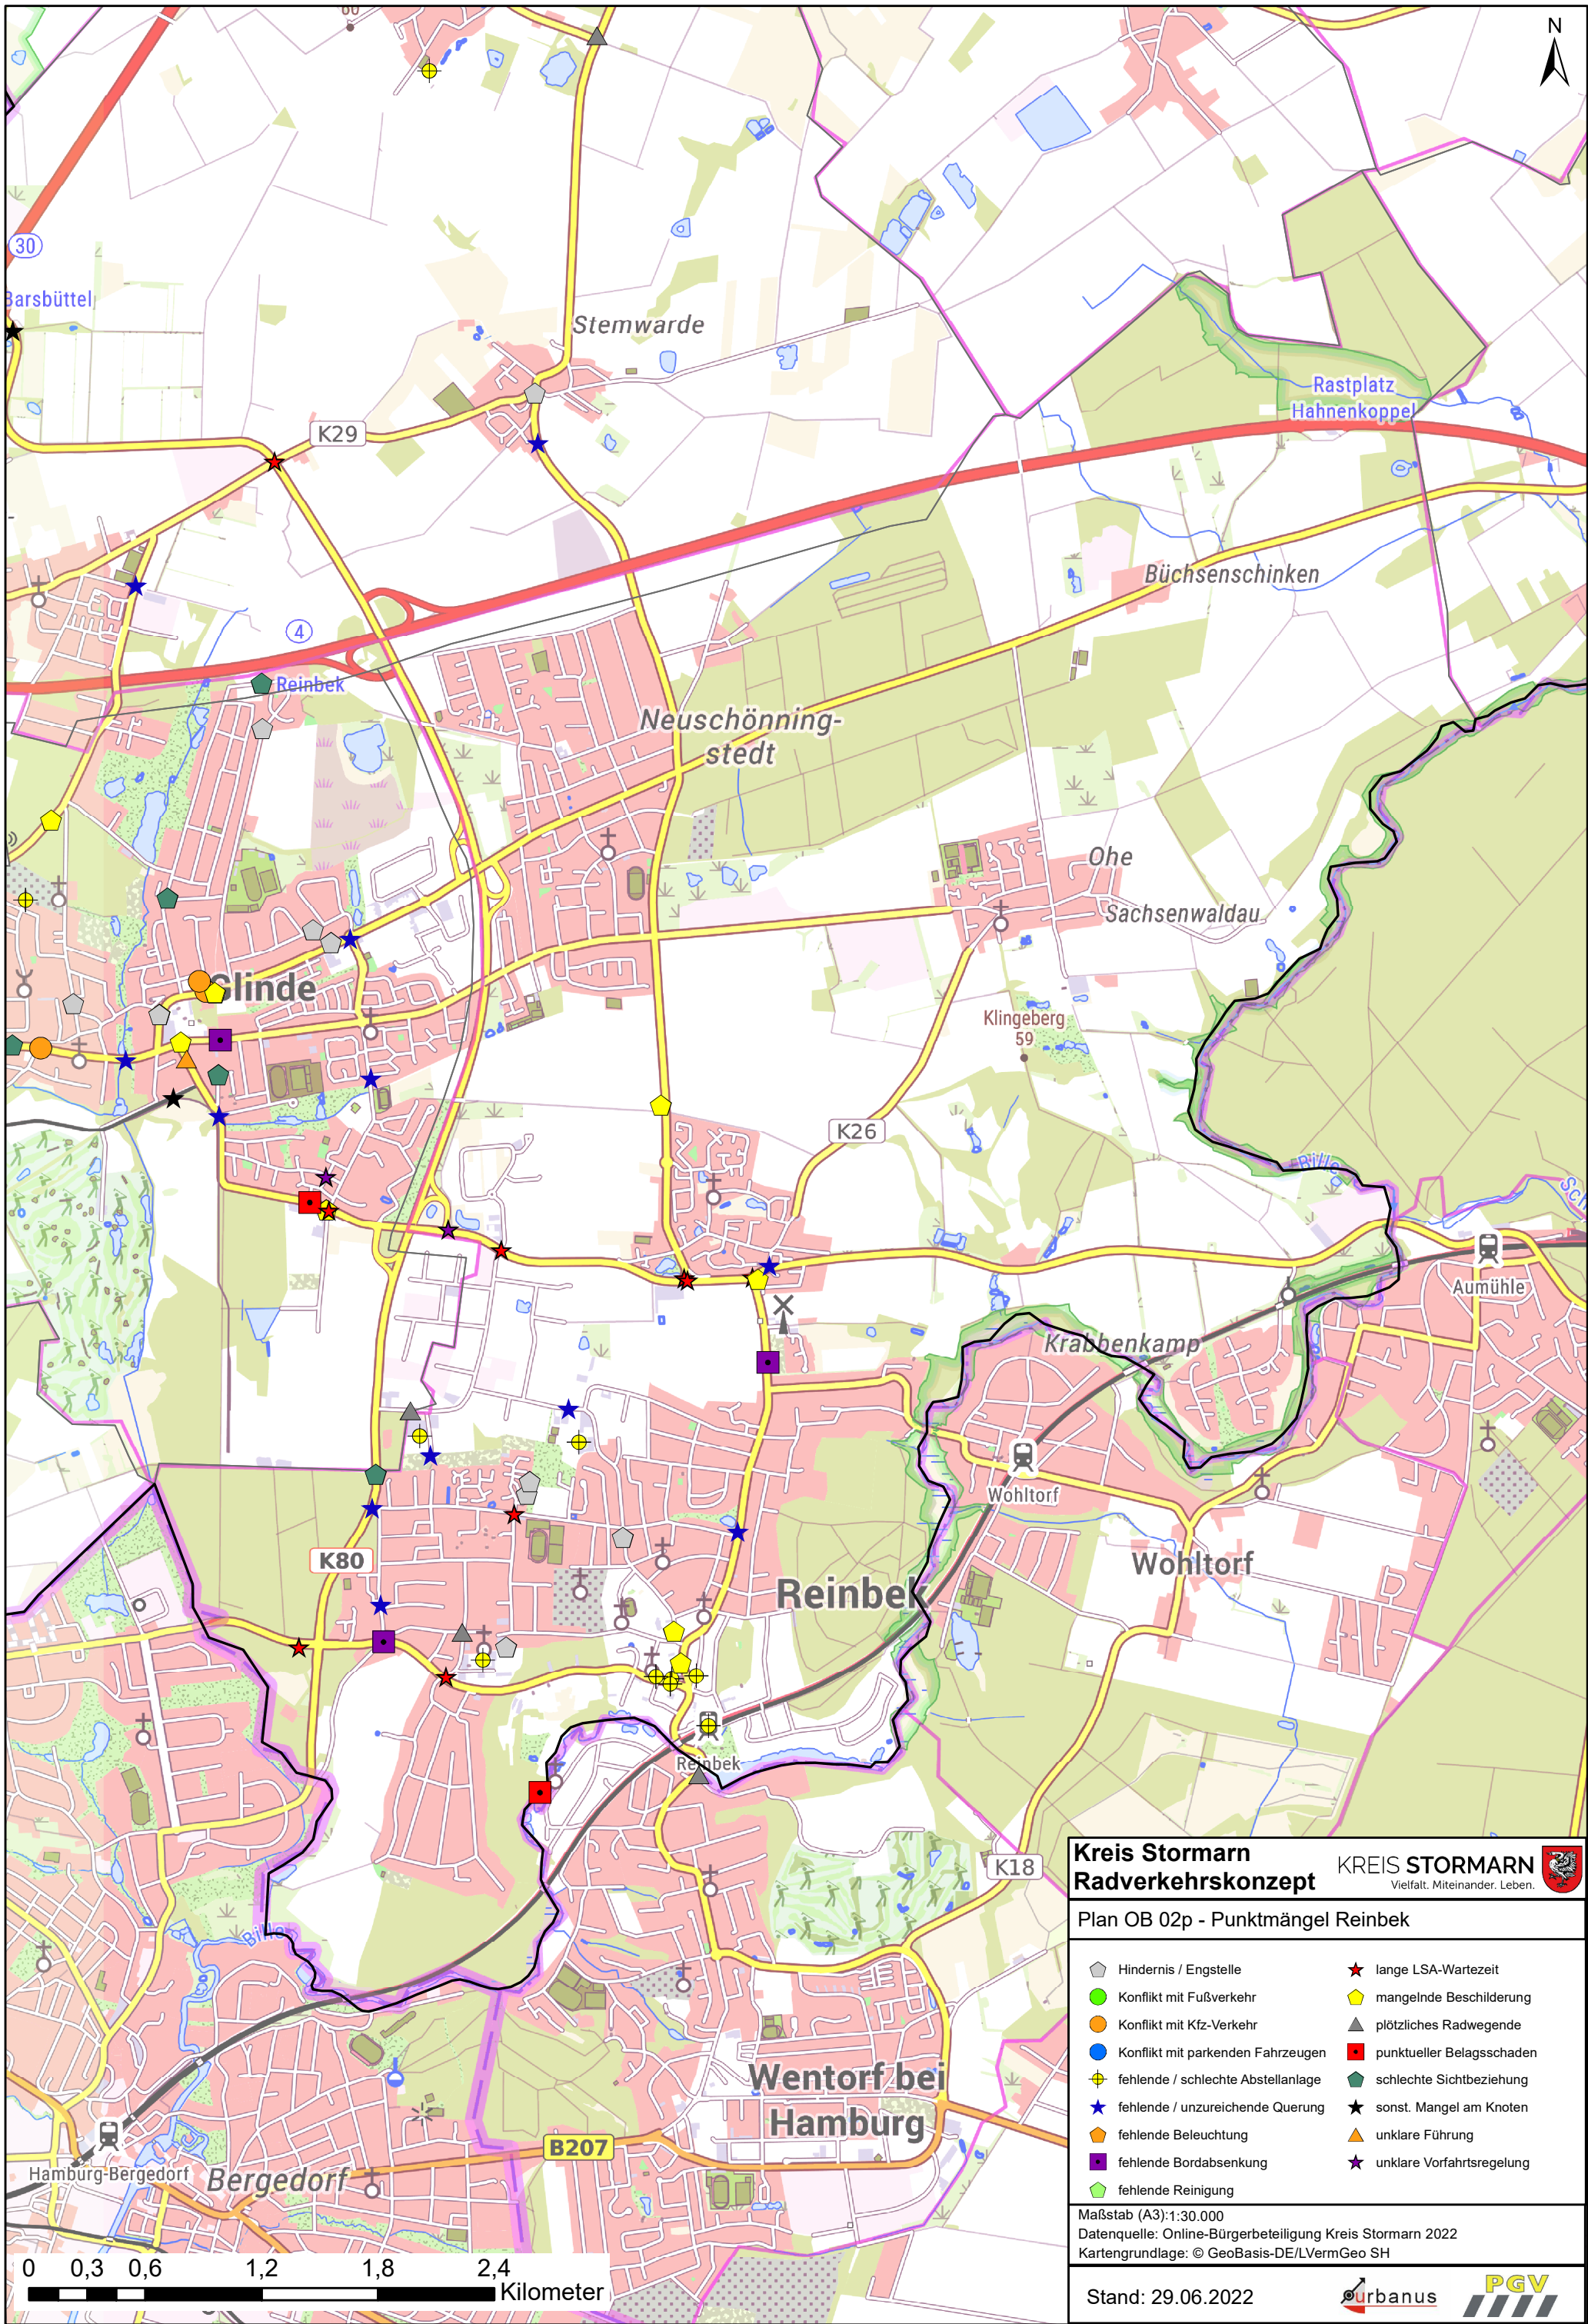 60
N
30
Barsbüttel
Stemwarde
K29
Rastplatz
Hahnenkoppel
Büchsenschinken
4
Reinbek
Neuschönning-
stedt
Ohe
Sachsenwaldau
Glinde
Klingeberg
59
K26
Bille
Aumühle
Krabbenkamp
Wohltorf
K80
Wohltorf
Reinbek
Reinbek
K18
Bille
Wentorf bei
Hamburg
B207
Hamburg-Bergedorf
Bergedorf
0 0,3 0,6 1,2 1,8 2,4
Kilometer
Kreis Stormarn
Radverkehrskonzept
KREIS STORMARN
Vielfalt. Miteinander. Leben.
Plan OB 02p - Punktmängel Reinbek
Hindernis / Engstelle
Konflikt mit Fußverkehr
Konflikt mit Kfz-Verkehr
Konflikt mit parkenden Fahrzeugen
fehlende / schlechte Abstellanlage
fehlende / unzureichende Querung
fehlende Beleuchtung
fehlende Bordabsenkung
fehlende Reinigung
lange LSA-Wartezeit
mangelnde Beschilderung
plötzliches Radwegende
punktueller Belagsschaden
schlechte Sichtbeziehung
sonst. Mangel am Knoten
unklare Führung
unklare Vorfahrtsregelung
Maßstab (A3):1:30.000
Datenquelle: Online-Bürgerbeteiligung Kreis Stormarn 2022
Kartengrundlage: © GeoBasis-DE/LVermGeo SH
Stand: 29.06.2022
urbanus
PGV